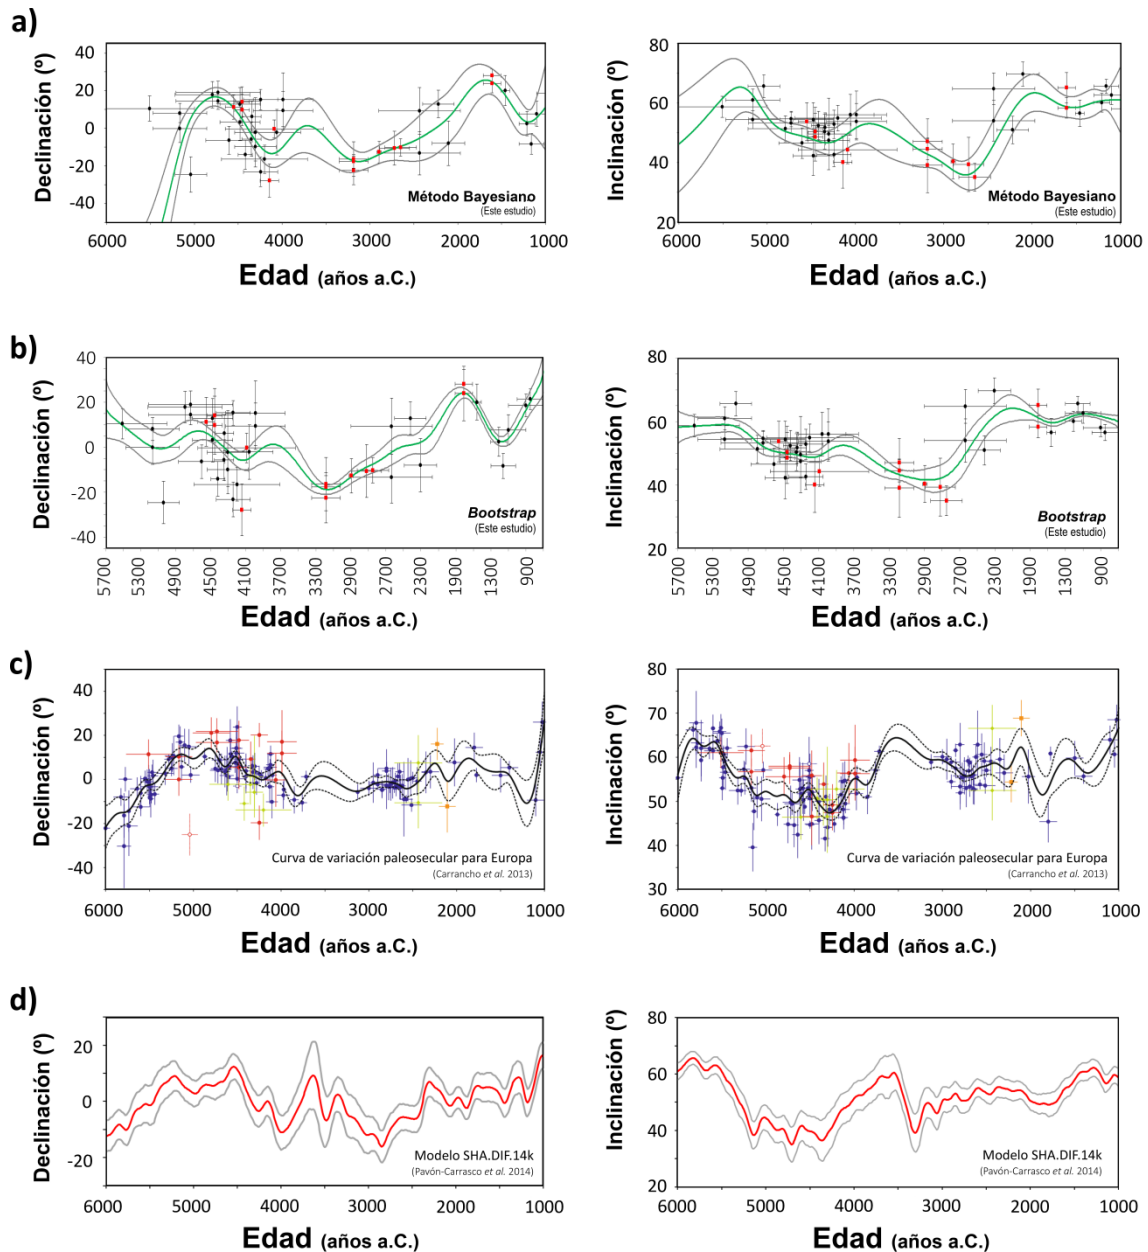 a)
Declinación (º)
40
20
0
-20
-40
Método Bayesiano
(Este estudio)
6000 5000 4000 3000 2000 1000
Edad (años a.C.)
Inclinación (º)
80
60
40
20
Método Bayesiano
(Este estudio)
6000 5000 4000 3000 2000 1000
Edad (años a.C.)
b)
Declinación (º)
40
20
0
-20
-40
Bootstrap
(Este estudio)
5700 5300 4900 4500 4100 3700 3300 2900 2700 2300 1900 1300 900
Edad (años a.C.)
Inclinación (º)
80
60
40
20
Bootstrap
(Este estudio)
5700 5300 4900 4500 4100 3700 3300 2900 2700 2300 1900 1300 900
Edad (años a.C.)
c)
Declinación (º)
40
20
0
-20
-40
Curva de variación paleosecular para Europa
(Carrancho et al. 2013)
6000 5000 4000 3000 2000 1000
Edad (años a.C.)
Inclinación (º)
80
70
60
50
40
30
Curva de variación paleosecular para Europa
(Carrancho et al. 2013)
6000 5000 4000 3000 2000 1000
Edad (años a.C.)
d)
Declinación (º)
20
0
-20
Modelo SHA.DIF.14k
(Pavón-Carrasco et al. 2014)
6000 5000 4000 3000 2000 1000
Edad (años a.C.)
Inclinación (º)
80
60
40
20
Modelo SHA.DIF.14k
(Pavón-Carrasco et al. 2014)
6000 5000 4000 3000 2000 1000
Edad (años a.C.)